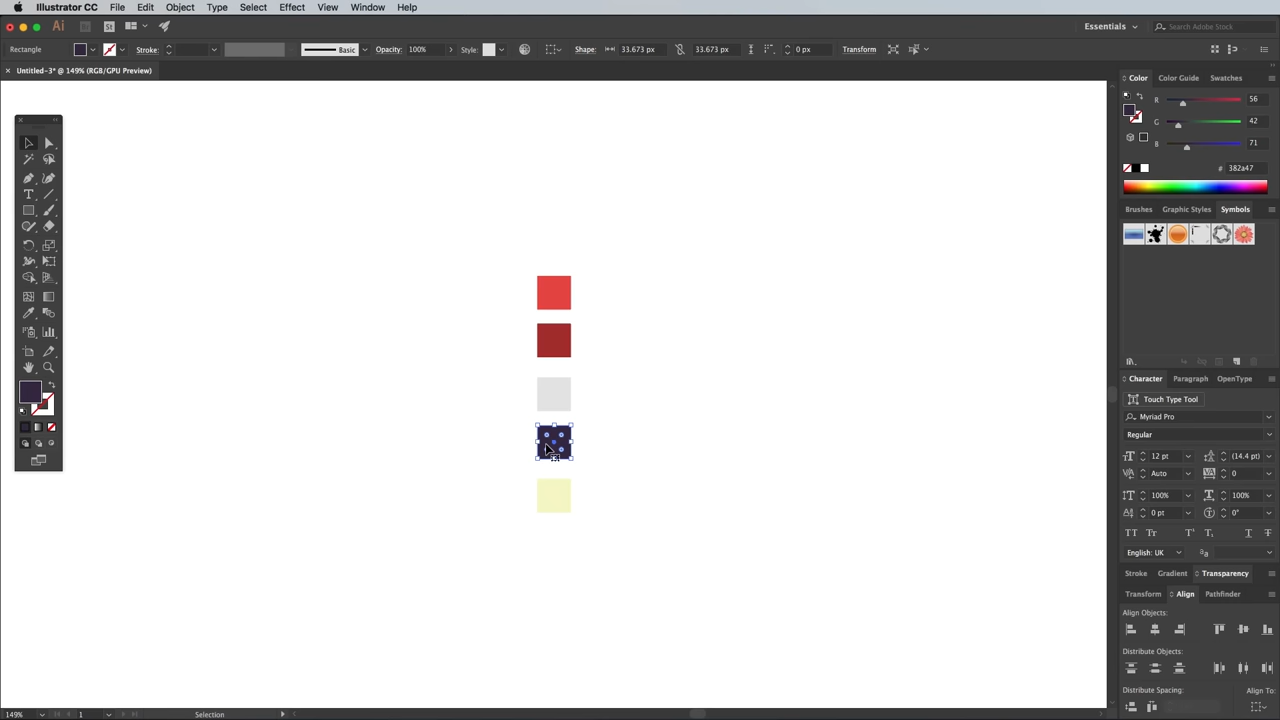 Illustrator CC File Edit Object Type Select Effect View Window Help
Ai Br St Essentials Search Adobe Stock
Rectangle Stroke: Basic Opacity: 100% Style: Shape: 33.673 px 33.673 px 0 px Transform
Untitled-3* @ 149% (RGB/GPU Preview)
Color Color Guide Swatches
R 56
G 42
B 71
# 382a47
Brushes Graphic Styles Symbols
Character Paragraph OpenType
Touch Type Tool
Myriad Pro
Regular
12 pt (14.4 pt)
Auto 0
100% 100%
0 pt 0°
English: UK
Stroke Gradient Transparency
Transform Align Pathfinder
Align Objects:
Distribute Objects:
Distribute Spacing: Align To:
149% 1 Selection